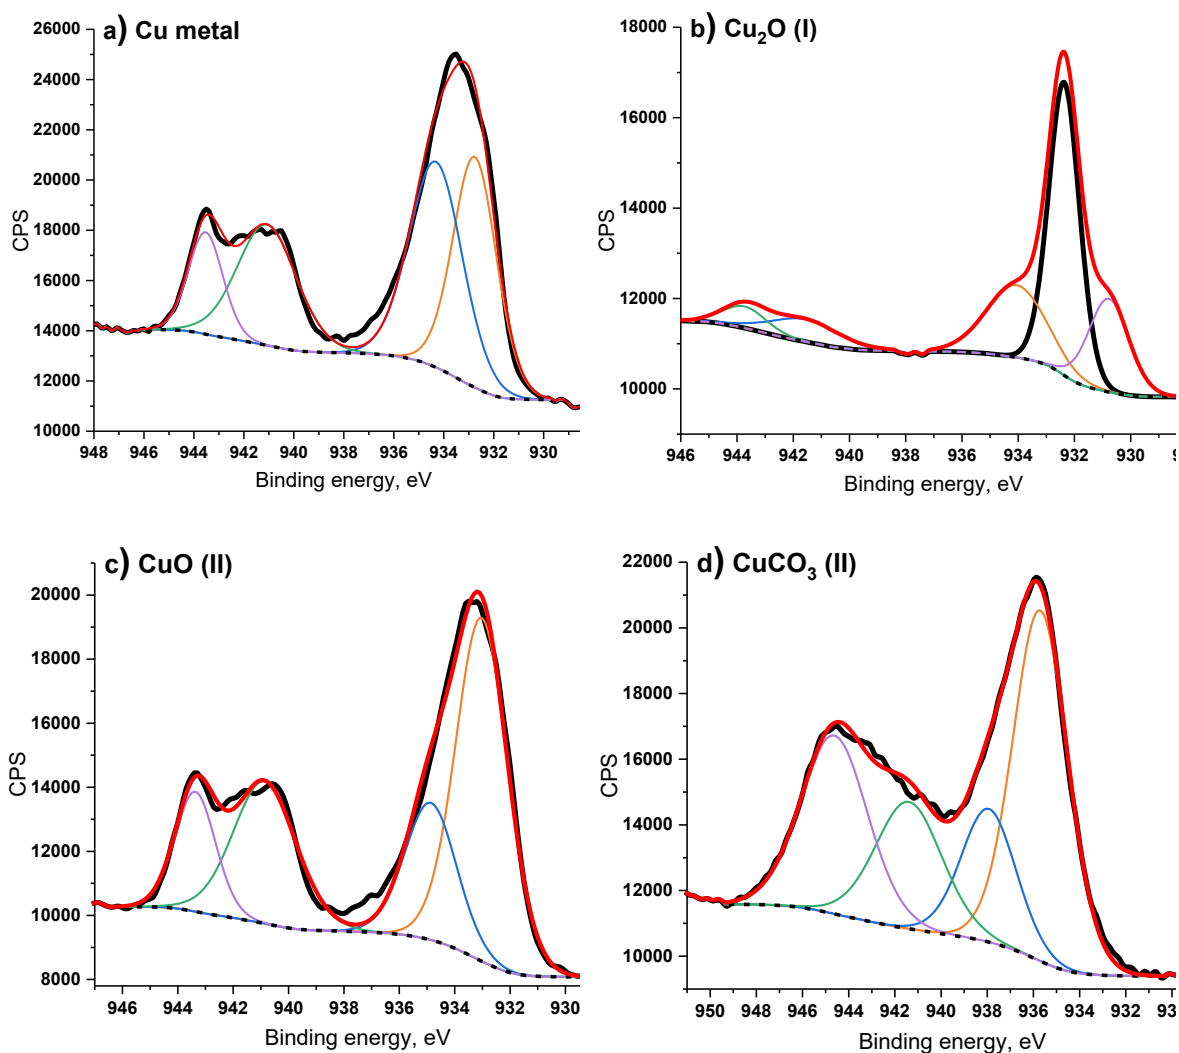 a) Cu metal
26000
24000
22000
20000
18000
16000
14000
12000
10000
CPS
948 946 944 942 940 938 936 934 932 930
Binding energy, eV
b) Cu₂O (I)
18000
16000
14000
12000
10000
CPS
946 944 942 940 938 936 934 932 930
Binding energy, eV
c) CuO (II)
20000
18000
16000
14000
12000
10000
8000
CPS
946 944 942 940 938 936 934 932 930
Binding energy, eV
d) CuCO₃ (II)
22000
20000
18000
16000
14000
12000
10000
CPS
950 948 946 944 942 940 938 936 934 932
Binding energy, eV